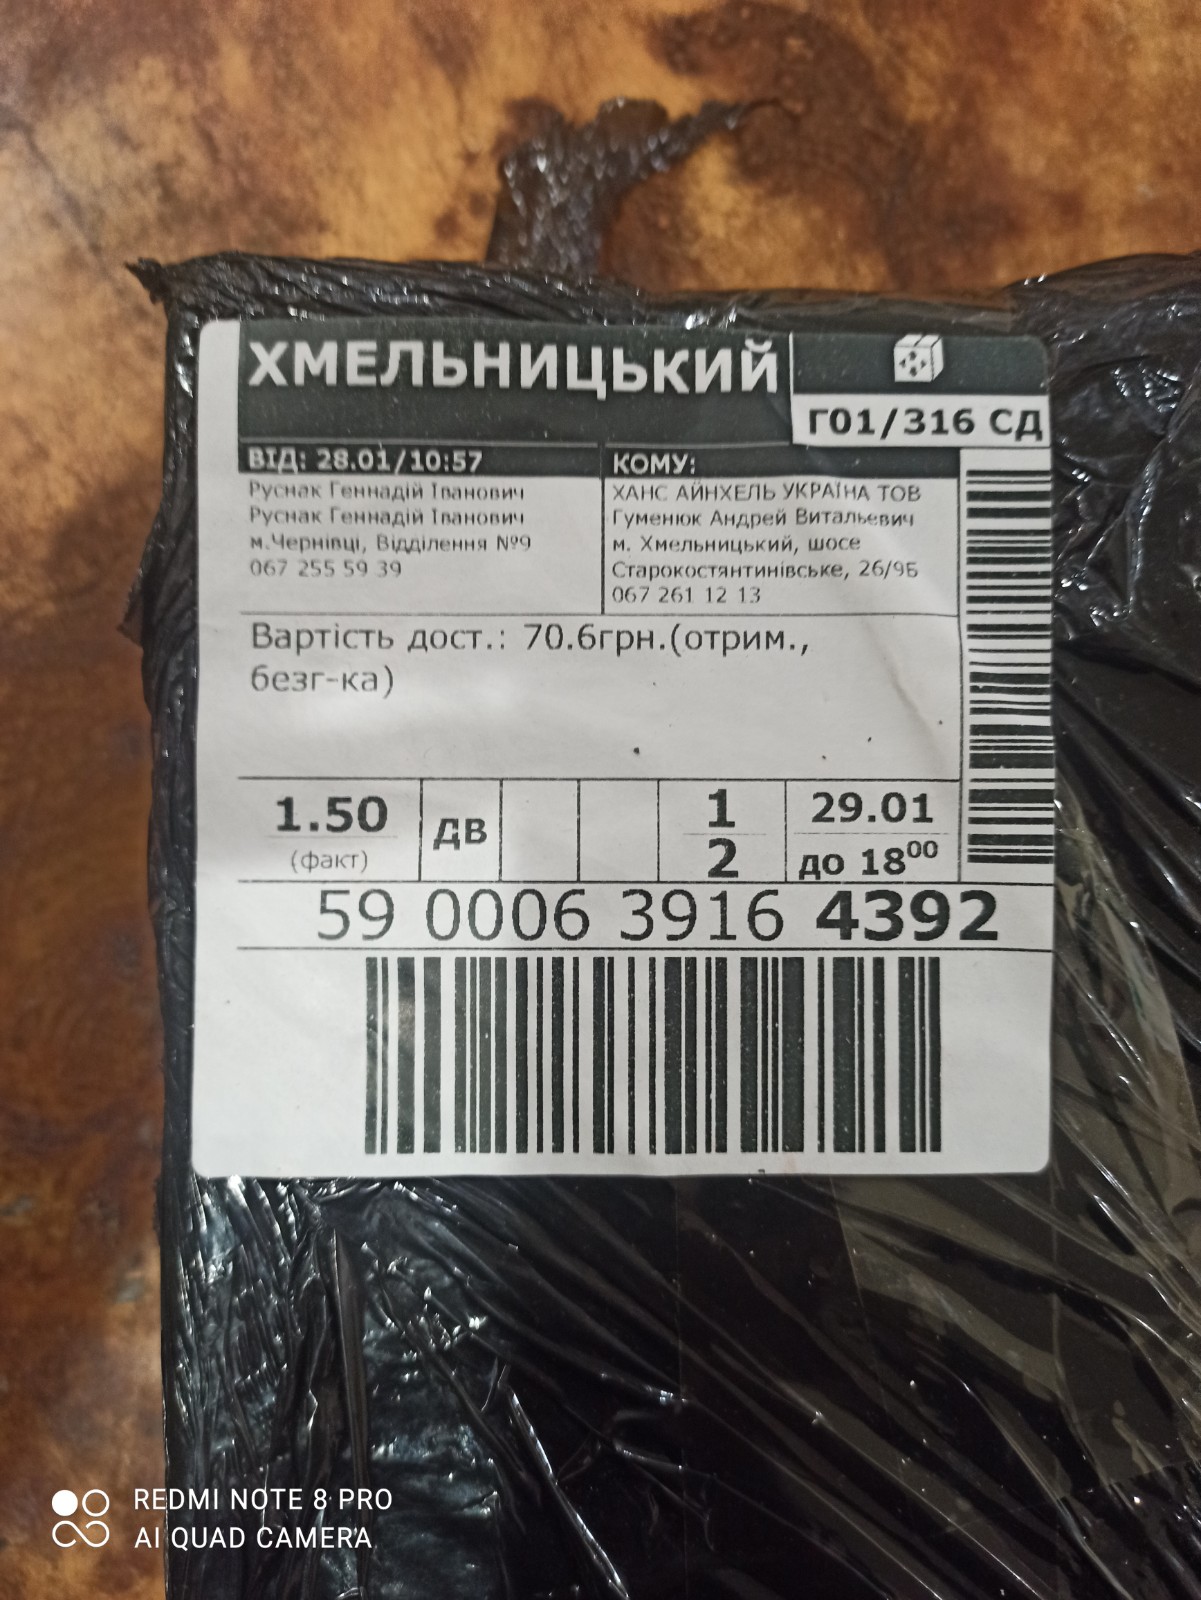 ХМЕЛЬНИЦЬКИЙ
Г01/316 СД
ВІД: 28.01/10:57
Руснак Геннадій Іванович
Руснак Геннадій Іванович
м.Чернівці, Відділення №9
067 255 59 39
КОМУ:
ХАНС АЙНХЕЛЬ УКРАЇНА ТОВ
Гуменюк Андрей Витальевич
м. Хмельницький, шосе
Старокостянтинівське, 26/9Б
067 261 12 13
Вартість дост.: 70.6грн.(отрим.,
безг-ка)
1.50
(факт)
ДВ
1
2
29.01
до 18⁰⁰
59 0006 3916 4392
REDMI NOTE 8 PRO
AI QUAD CAMERA